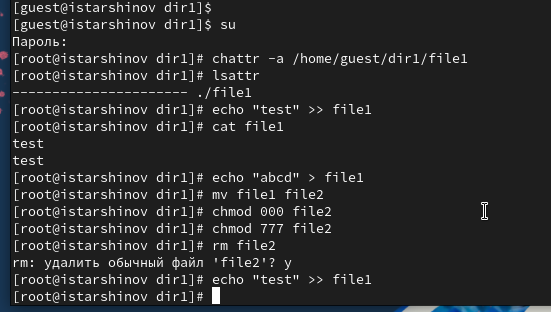 [guest@istarshinov dir1]$
[guest@istarshinov dir1]$ su
Пароль:
[root@istarshinov dir1]# chattr -a /home/guest/dir1/file1
[root@istarshinov dir1]# lsattr
---------------------- ./file1
[root@istarshinov dir1]# echo "test" >> file1
[root@istarshinov dir1]# cat file1
test
test
[root@istarshinov dir1]# echo "abcd" > file1
[root@istarshinov dir1]# mv file1 file2
[root@istarshinov dir1]# chmod 000 file2
[root@istarshinov dir1]# chmod 777 file2
[root@istarshinov dir1]# rm file2
rm: удалить обычный файл 'file2'? y
[root@istarshinov dir1]# echo "test" >> file1
[root@istarshinov dir1]#